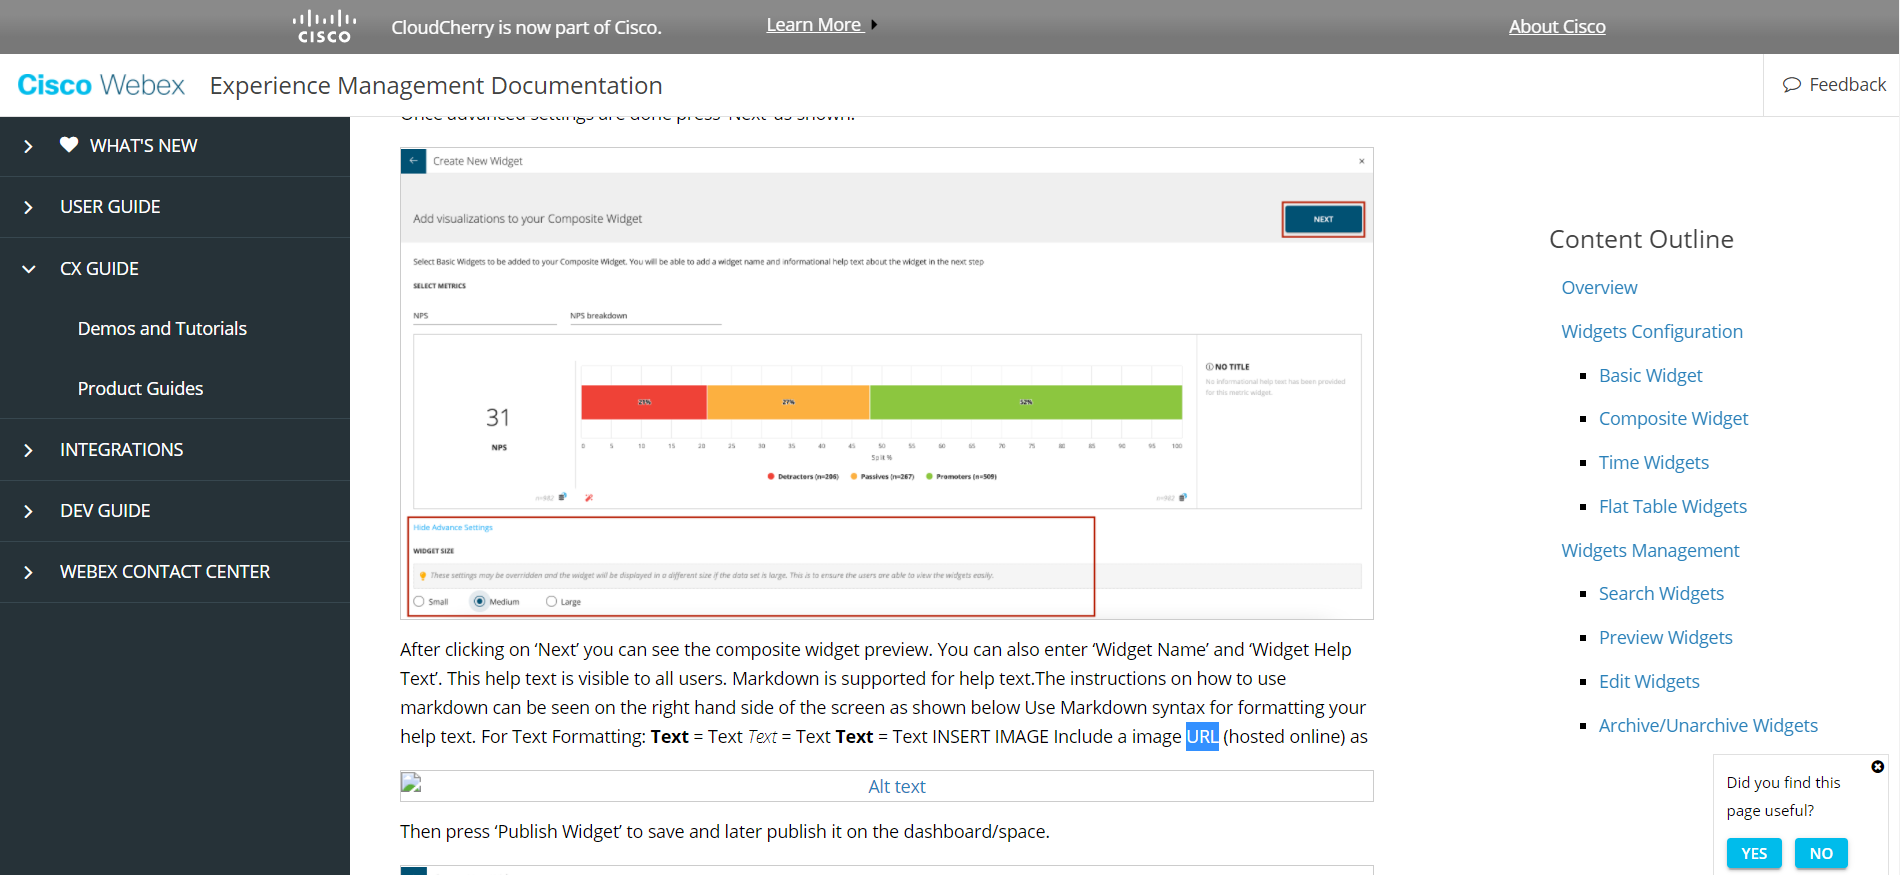 CISCO
CloudCherry is now part of Cisco.
Learn More
About Cisco
Cisco Webex
Experience Management Documentation
Feedback
WHAT'S NEW
USER GUIDE
CX GUIDE
Demos and Tutorials
Product Guides
INTEGRATIONS
DEV GUIDE
WEBEX CONTACT CENTER
Once advanced settings are done press 'Next' as shown.
Create New Widget
×
Add visualizations to your Composite Widget
NEXT
Select Basic Widgets to be added to your Composite Widget. You will be able to add a widget name and informational help text about the widget in the next step
SELECT METRICS
NPS
NPS breakdown
31
NPS
n=982
21%
27%
52%
0 5 10 15 20 25 30 35 40 45 50 55 60 65 70 75 80 85 90 95 100
Split %
Detractors (n=206) Passives (n=267) Promoters (n=509)
n=982
NO TITLE
No informational help text has been provided
for this metric widget
Hide Advance Settings
WIDGET SIZE
These settings may be overridden and the widget will be displayed in a different size if the data set is large. This is to ensure the users are able to view the widgets easily.
Small Medium Large
After clicking on ‘Next’ you can see the composite widget preview. You can also enter ‘Widget Name’ and ‘Widget Help
Text’. This help text is visible to all users. Markdown is supported for help text.The instructions on how to use
markdown can be seen on the right hand side of the screen as shown below Use Markdown syntax for formatting your
help text. For Text Formatting: Text = Text Text = Text Text = Text INSERT IMAGE Include a image URL (hosted online) as
Alt text
Then press ‘Publish Widget’ to save and later publish it on the dashboard/space.
Content Outline
Overview
Widgets Configuration
Basic Widget
Composite Widget
Time Widgets
Flat Table Widgets
Widgets Management
Search Widgets
Preview Widgets
Edit Widgets
Archive/Unarchive Widgets
Did you find this
page useful?
YES
NO